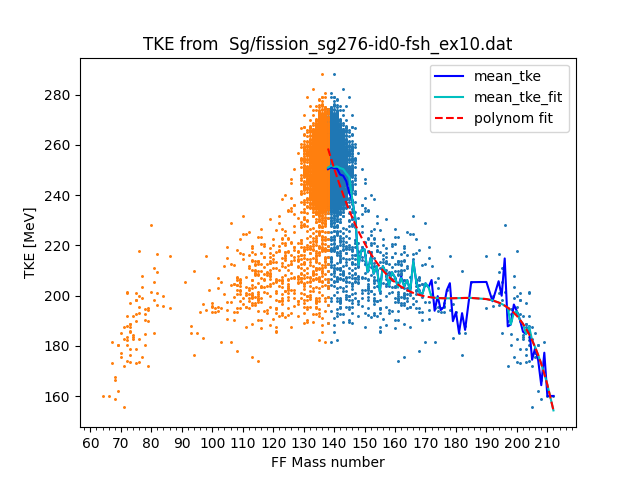 TKE from  Sg/fission_sg276-id0-fsh_ex10.dat
mean_tke
mean_tke_fit
polynom fit
280
260
240
220
200
180
160
TKE [MeV]
60 70 80 90 100 110 120 130 140 150 160 170 180 190 200 210
FF Mass number